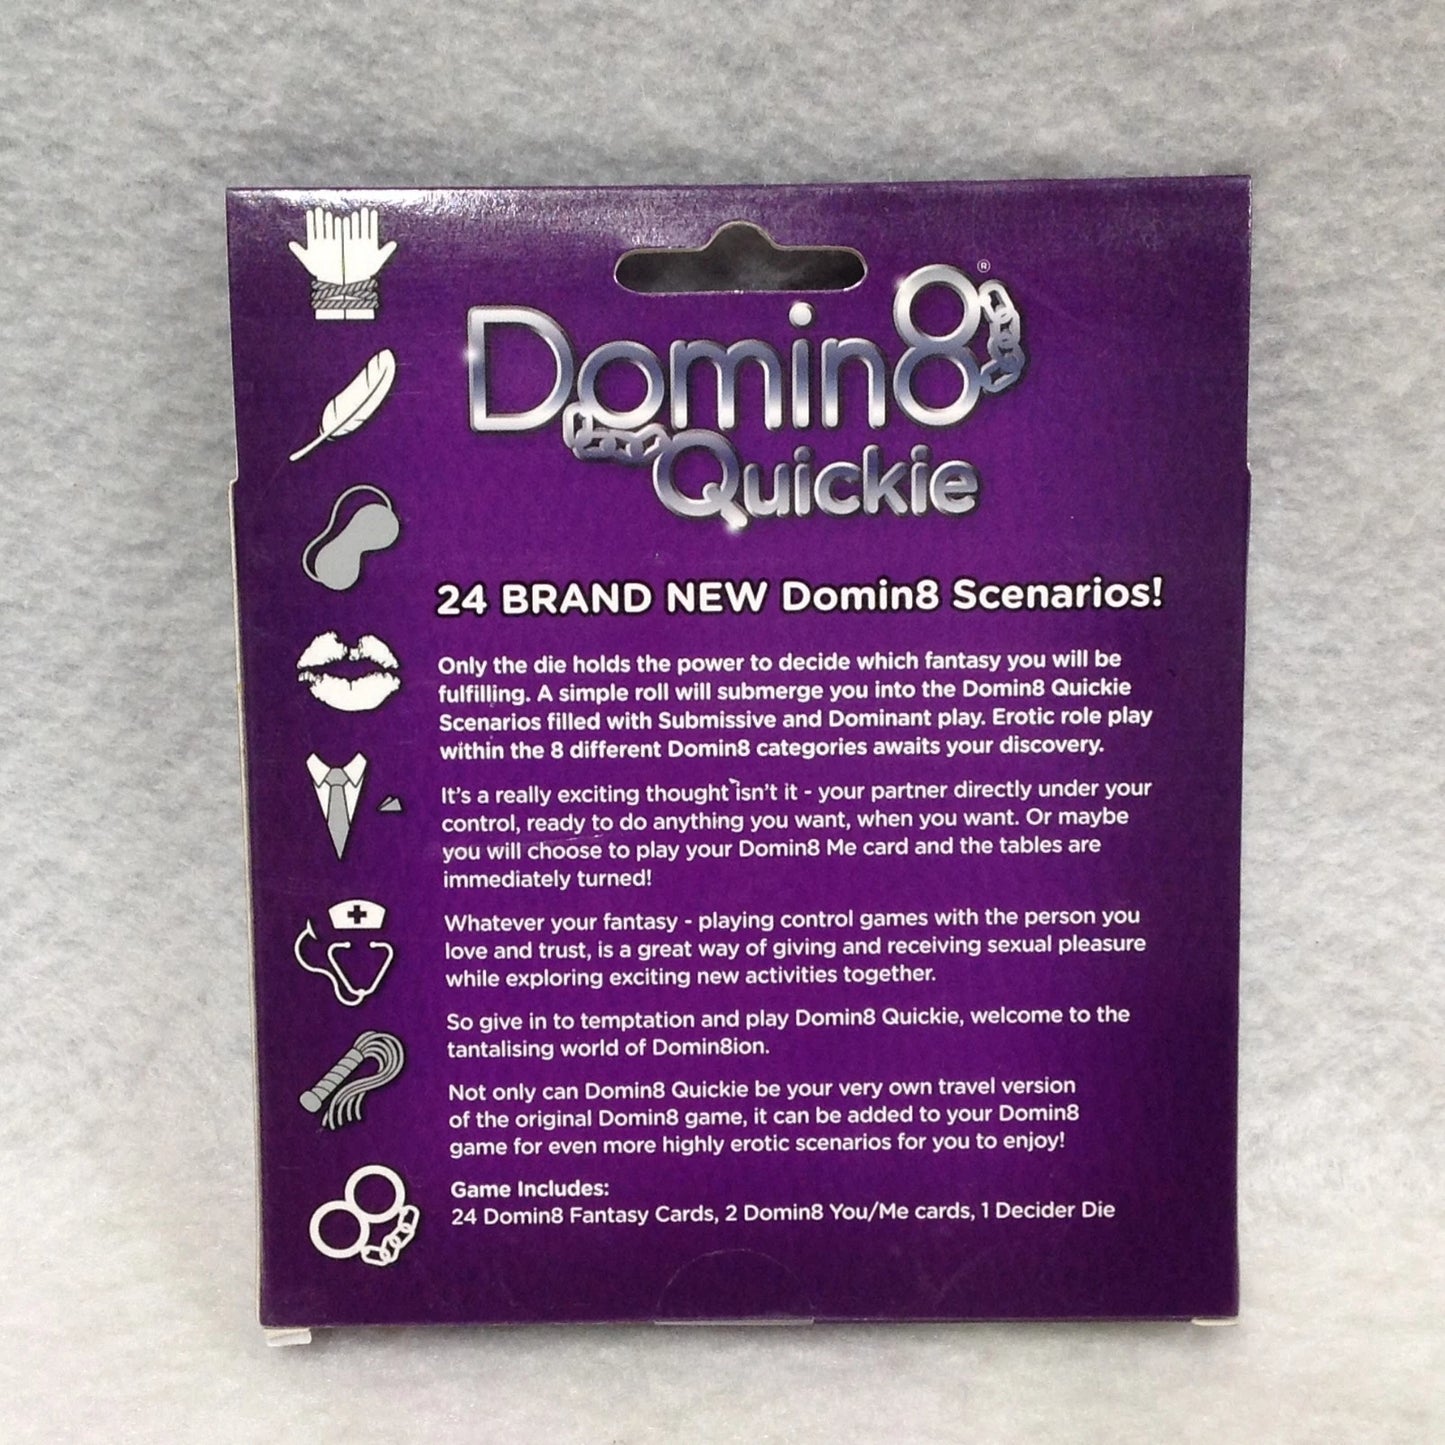 Domin8®
Quickie
24 BRAND NEW Domin8 Scenarios!
Only the die holds the power to decide which fantasy you will be
fulfilling. A simple roll will submerge you into the Domin8 Quickie
Scenarios filled with Submissive and Dominant play. Erotic role play
within the 8 different Domin8 categories awaits your discovery.
It's a really exciting thought isn't it - your partner directly under your
control, ready to do anything you want, when you want. Or maybe
you will choose to play your Domin8 Me card and the tables are
immediately turned!
Whatever your fantasy - playing control games with the person you
love and trust, is a great way of giving and receiving sexual pleasure
while exploring exciting new activities together.
So give in to temptation and play Domin8 Quickie, welcome to the
tantalising world of Domin8ion.
Not only can Domin8 Quickie be your very own travel version
of the original Domin8 game, it can be added to your Domin8
game for even more highly erotic scenarios for you to enjoy!
Game Includes:
24 Domin8 Fantasy Cards, 2 Domin8 You/Me cards, 1 Decider Die